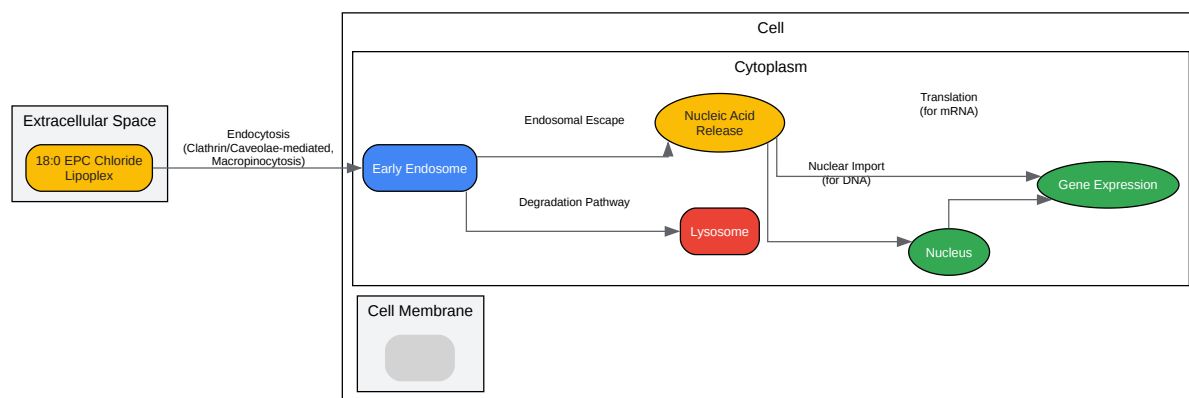 Cell
Cytoplasm
Extracellular Space
18:0 EPC Chloride
Lipoplex
Endocytosis
(Clathrin/Caveolae-mediated,
Macropinocytosis)
Early Endosome
Endosomal Escape
Degradation Pathway
Nucleic Acid
Release
Lysosome
Translation
(for mRNA)
Nuclear Import
(for DNA)
Gene Expression
Nucleus
Cell Membrane